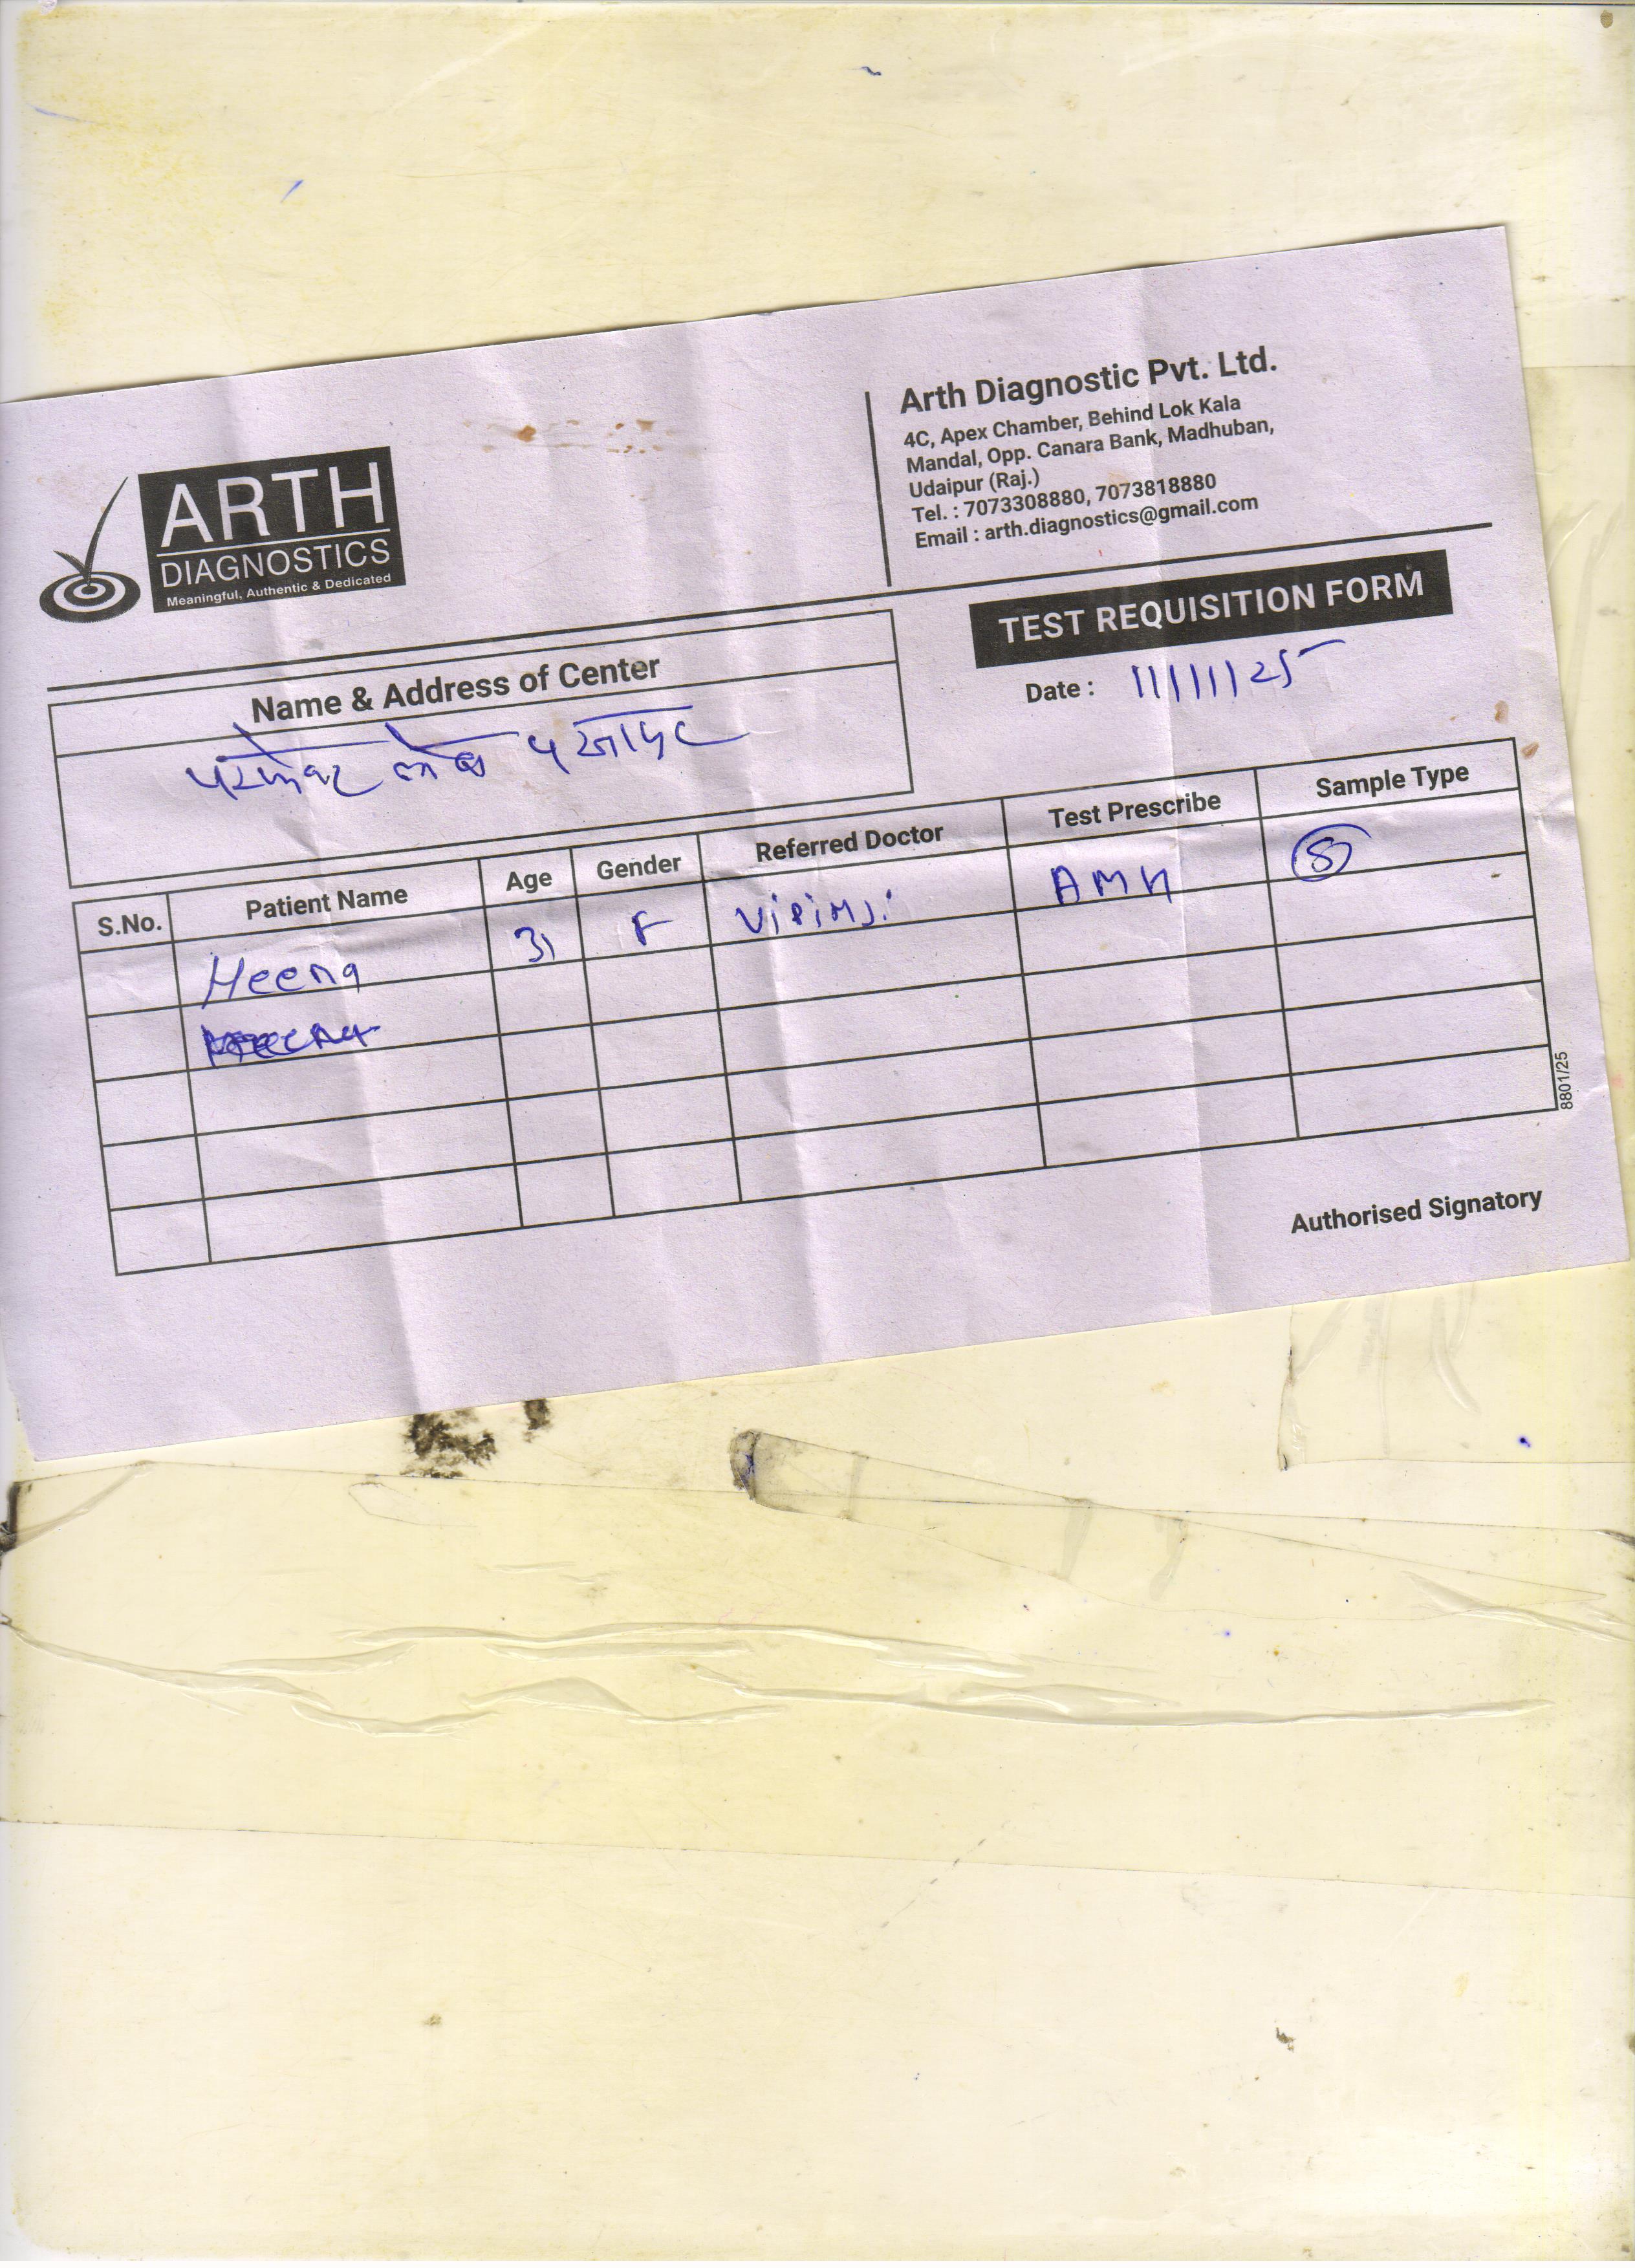 ARTH
DIAGNOSTICS
Meaningful, Authentic & Dedicated
Arth Diagnostic Pvt. Ltd.
4C, Apex Chamber, Behind Lok Kala
Mandal, Opp. Canara Bank, Madhuban,
Udaipur (Raj.)
Tel. : 7073308880, 7073818880
Email : arth.diagnostics@gmail.com
TEST REQUISITION FORM
Date : 11/11/25
Name & Address of Center
S.No. Patient Name Age Gender Referred Doctor Test Prescribe Sample Type
Heena 31 F AMH S
8801/25
Authorised Signatory